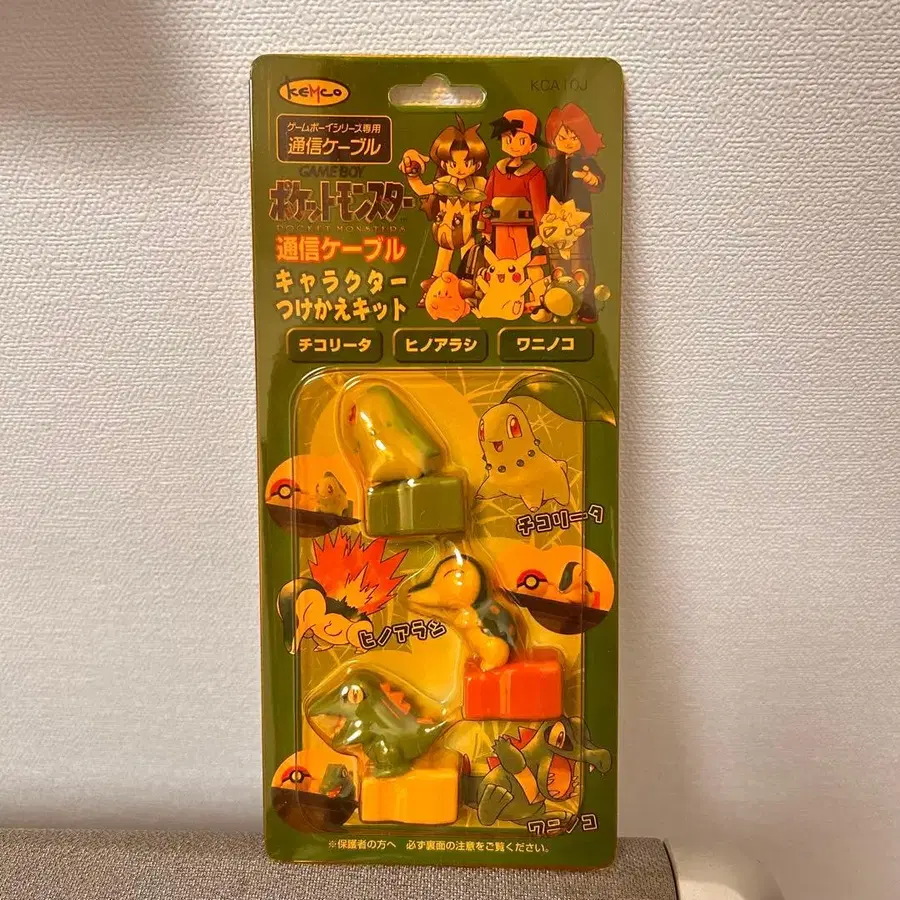 KEMCO
KCA10J
ゲームボーイシリーズ専用
通信ケーブル
GAME BOY
ポケットモンスター
POCKET MONSTERS
通信ケーブル
キャラクター
つけかえキット
チコリータ
ヒノアラシ
ワニノコ
チコリータ
ヒノアラシ
ワニノコ
※保護者の方へ 必ず裏面の注意をご覧ください。